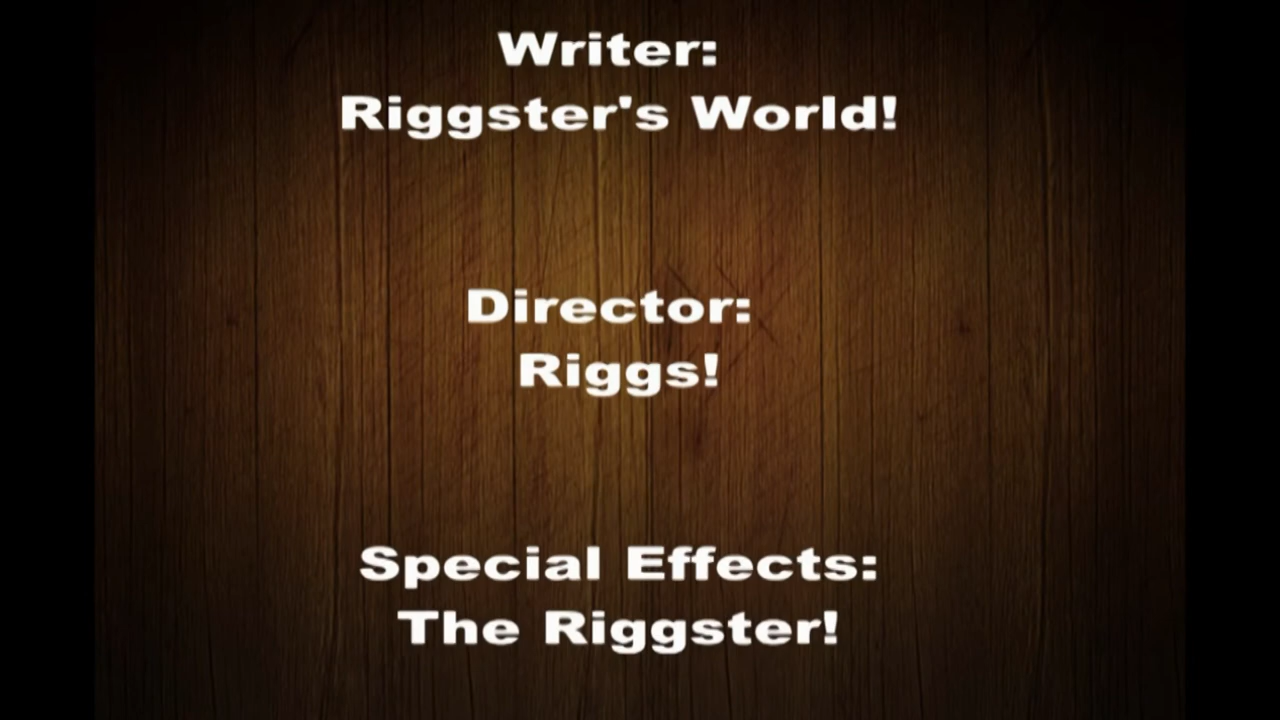 Writer:
Riggster's World!
Director:
Riggs!
Special Effects:
The Riggster!